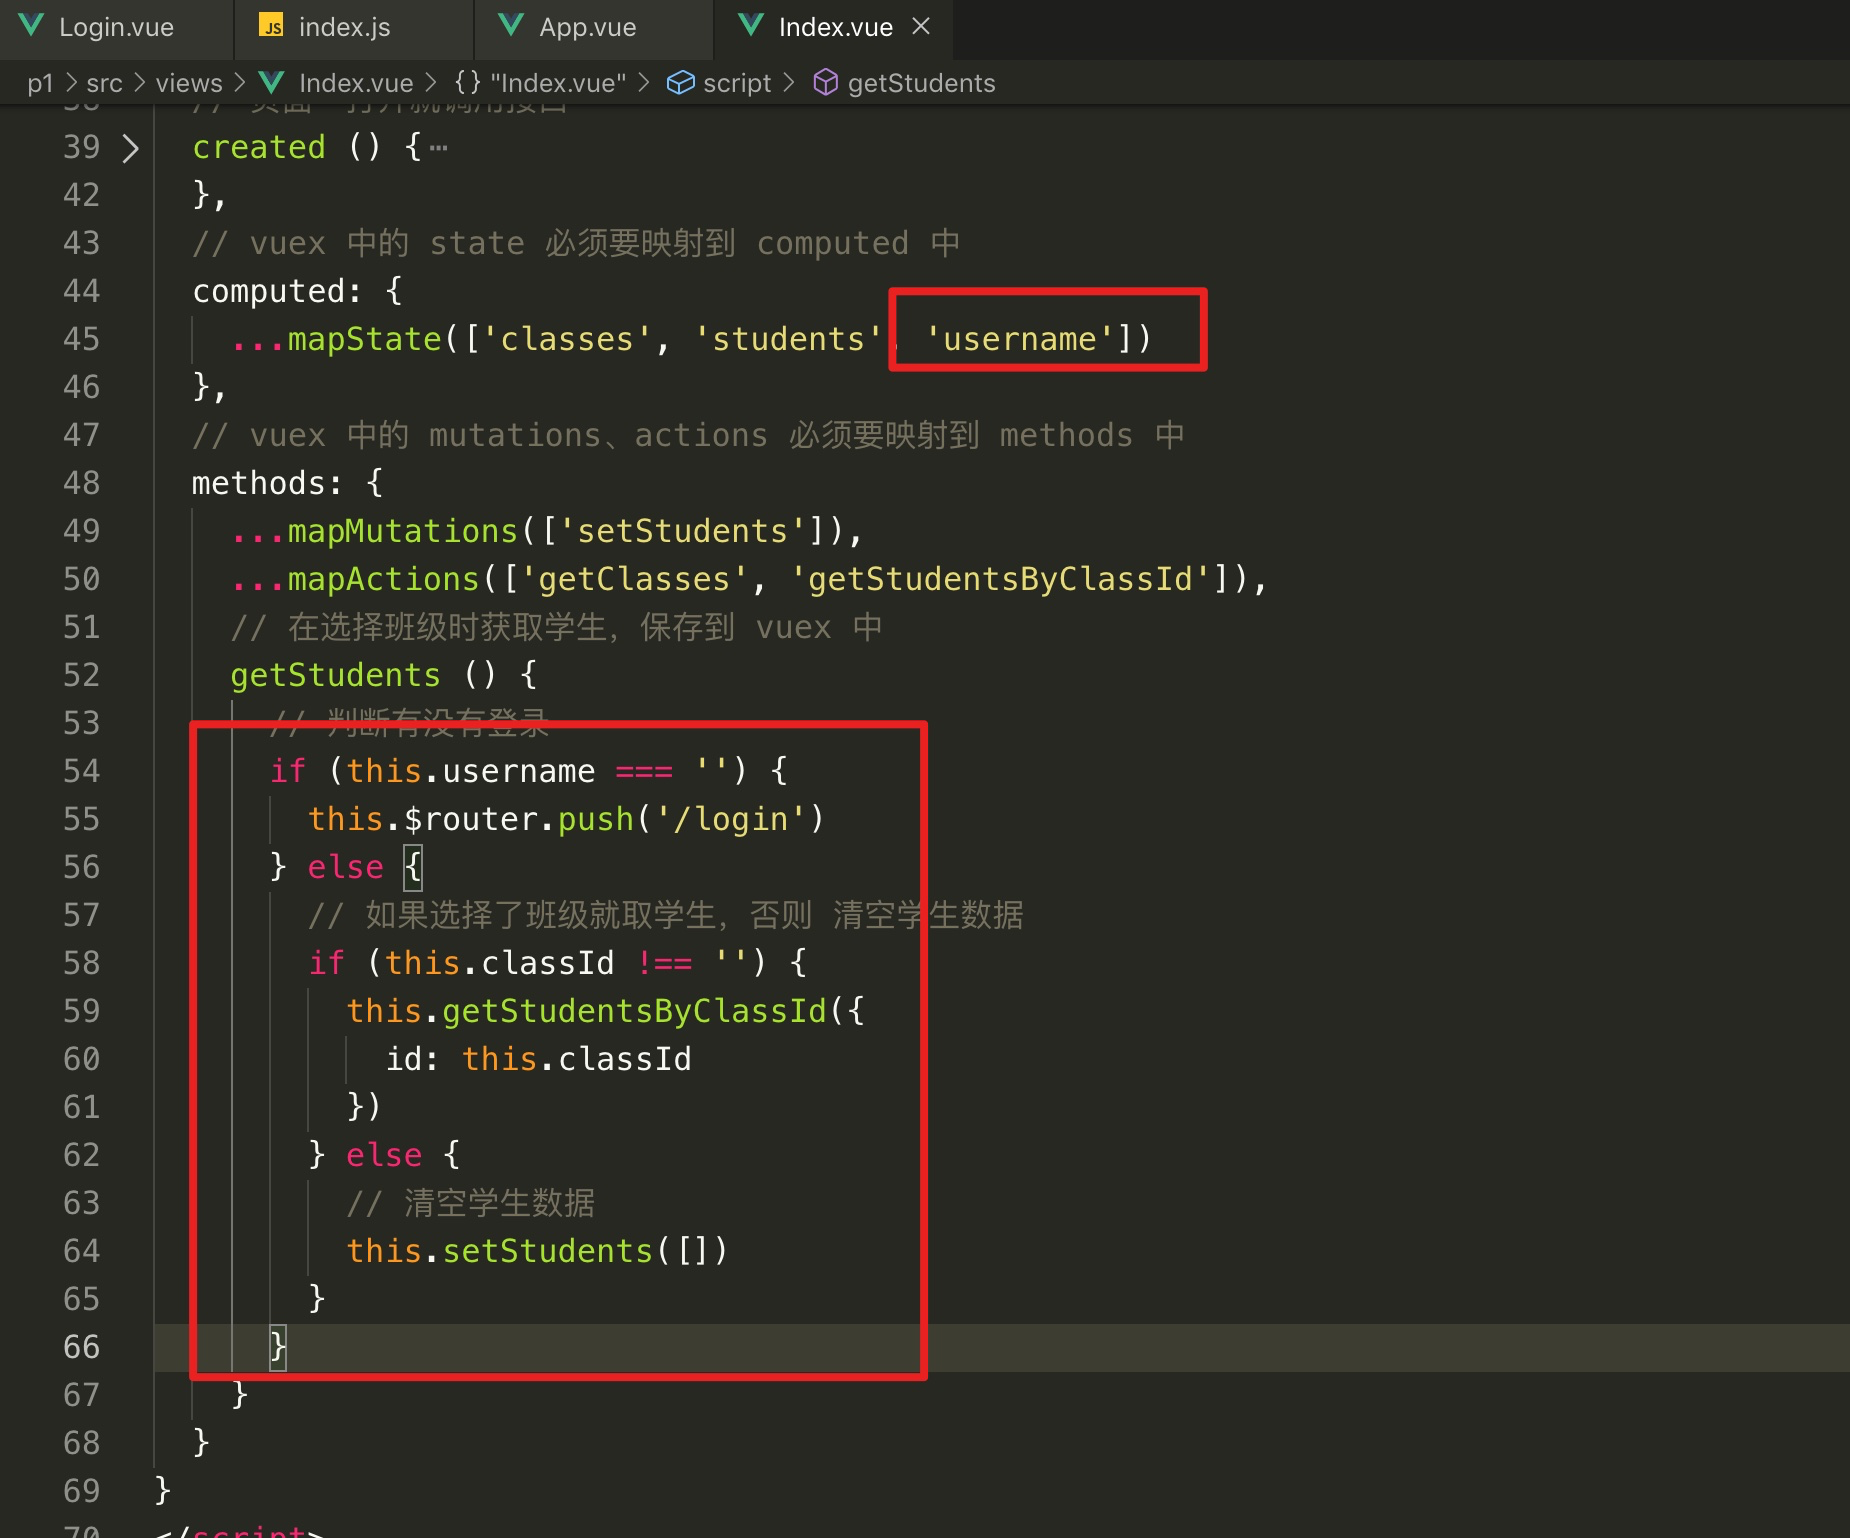 Login.vue
JS index.js
App.vue
Index.vue ×
p1 > src > views > Index.vue > {} "Index.vue" > script > getStudents
39 > created () { ⋯
42 },
43 // vuex 中的 state 必须要映射到 computed 中
44 computed: {
45 ...mapState(['classes', 'students', 'username'])
46 },
47 // vuex 中的 mutations、actions 必须要映射到 methods 中
48 methods: {
49 ...mapMutations(['setStudents']),
50 ...mapActions(['getClasses', 'getStudentsByClassId']),
51 // 在选择班级时获取学生，保存到 vuex 中
52 getStudents () {
53 // 判断有没有登录
54 if (this.username === '') {
55 this.$router.push('/login')
56 } else {
57 // 如果选择了班级就取学生，否则 清空学生数据
58 if (this.classId !== '') {
59 this.getStudentsByClassId({
60 id: this.classId
61 })
62 } else {
63 // 清空学生数据
64 this.setStudents([])
65 }
66 }
67 }
68 }
69 }
70 </script>